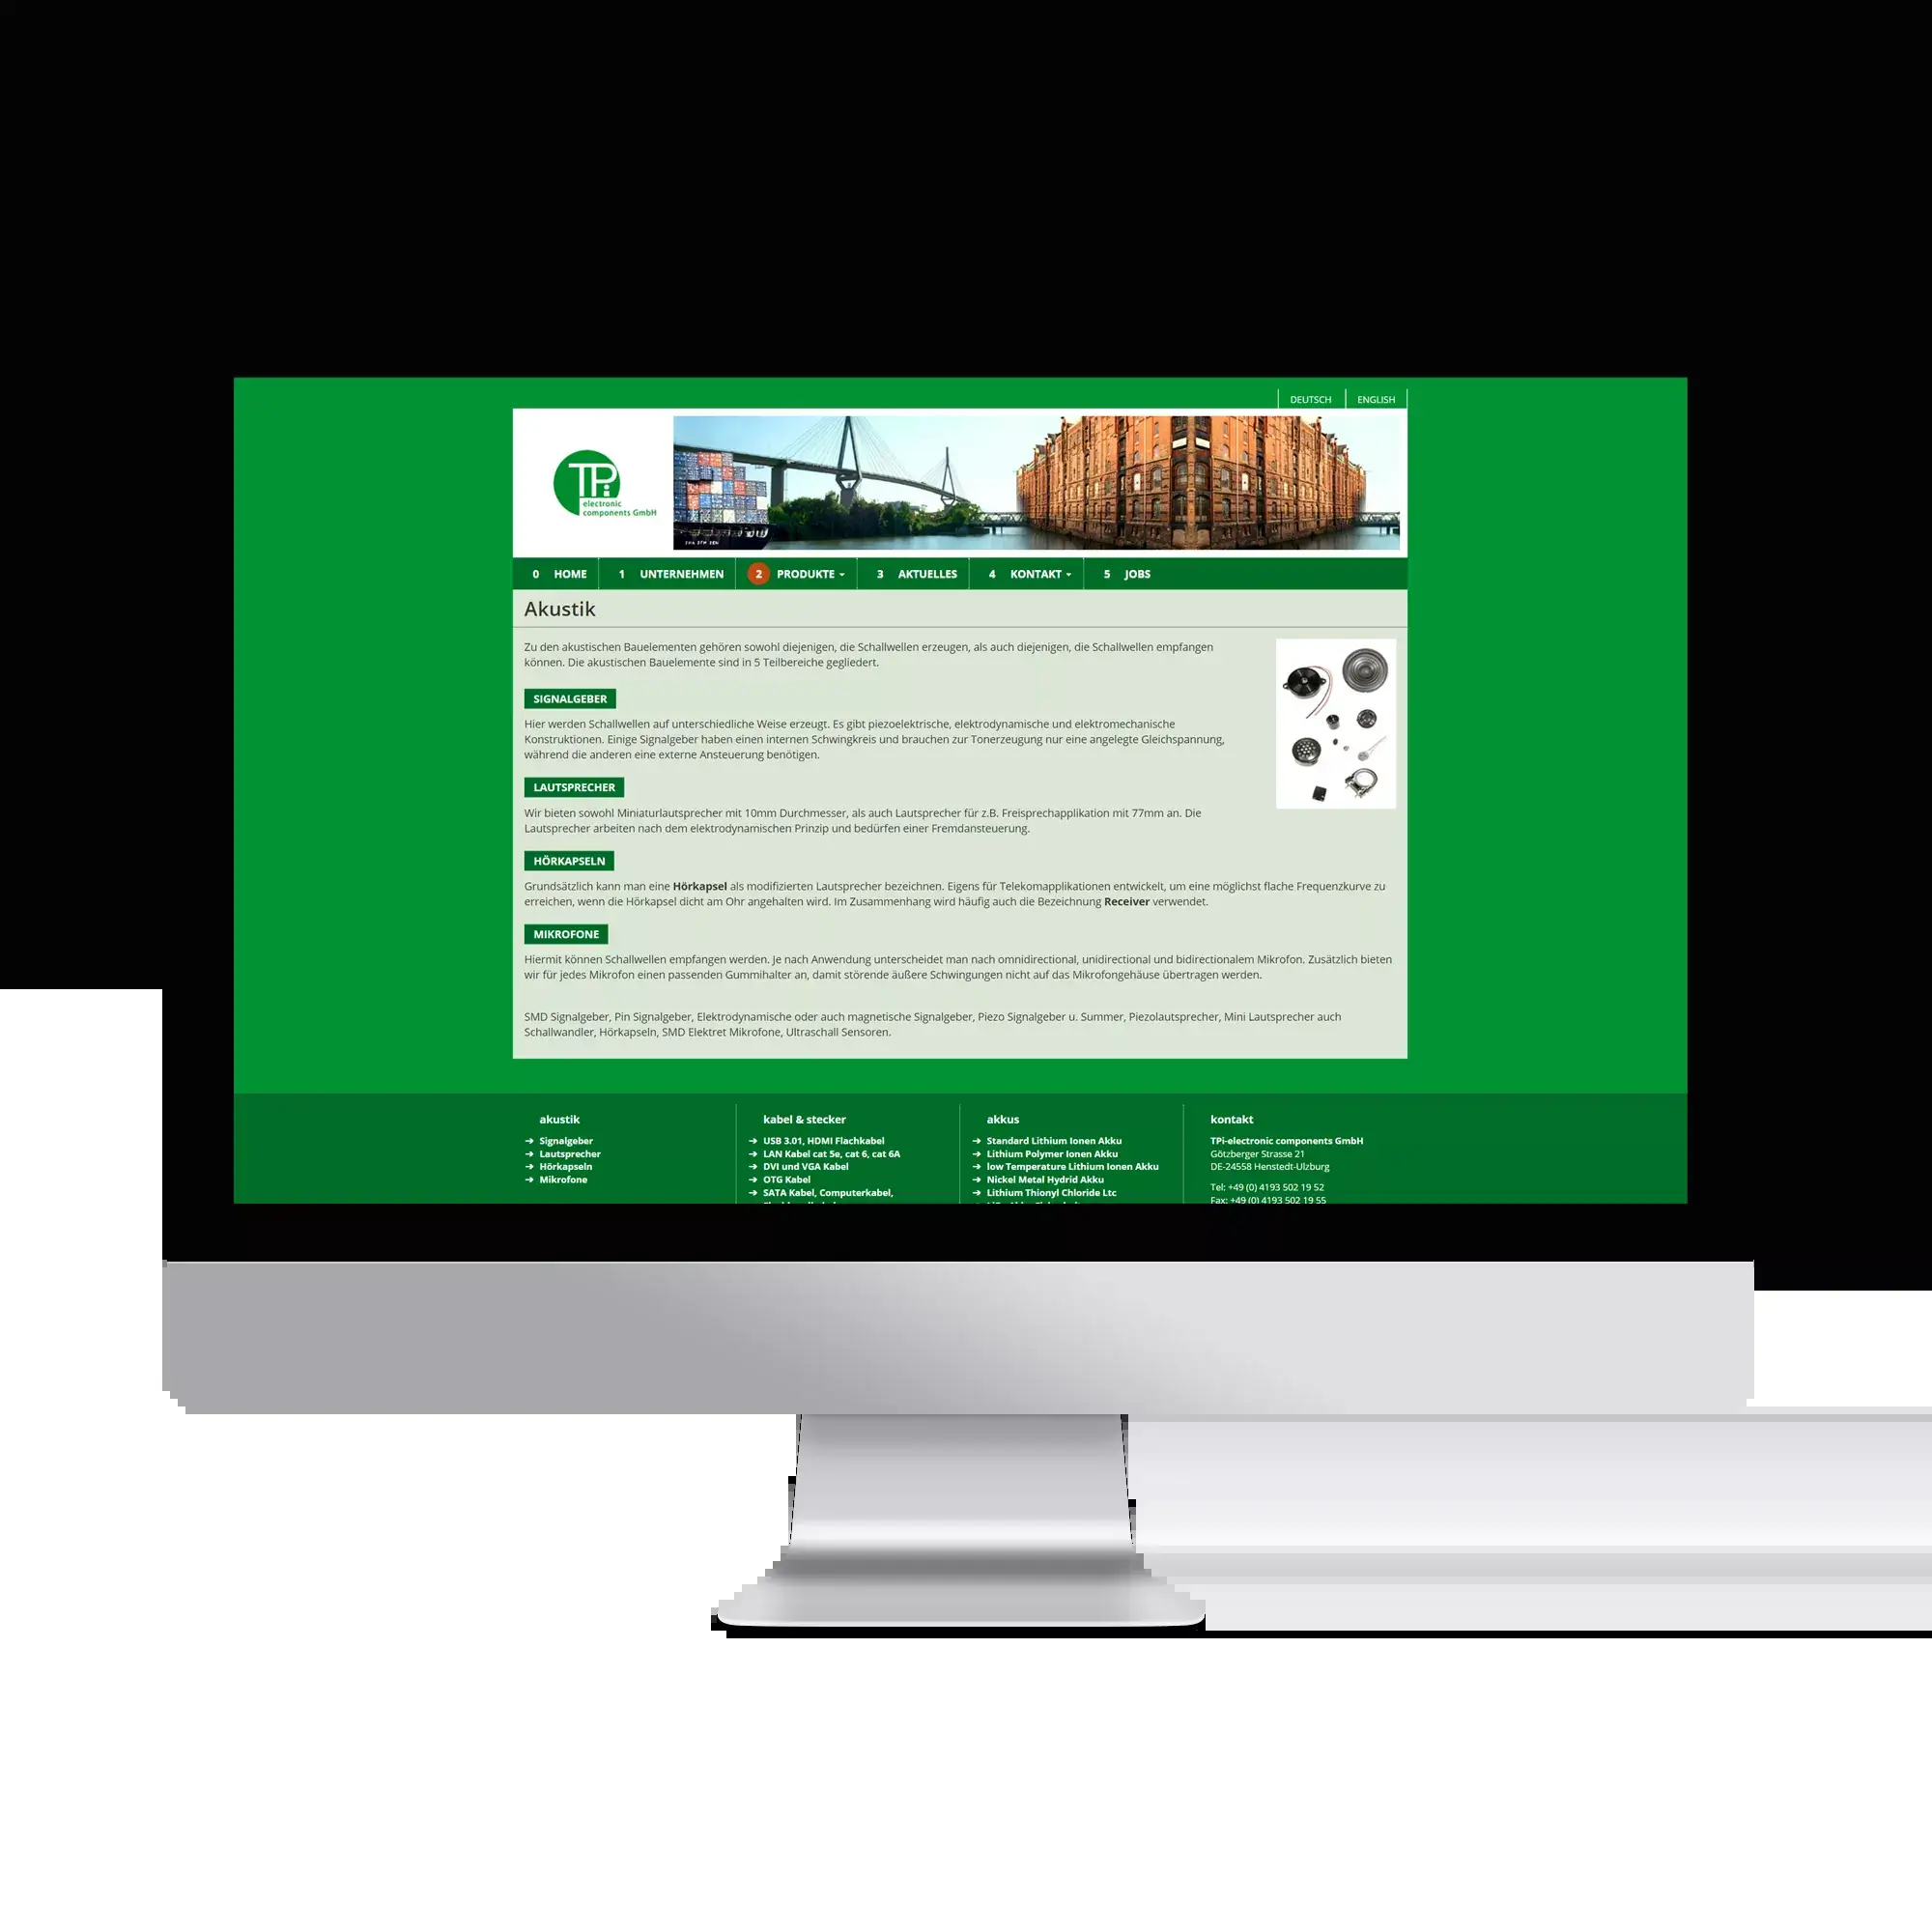 DEUTSCH ENGLISH
TPi
electronic
components GmbH
0 HOME 1 UNTERNEHMEN 2 PRODUKTE 3 AKTUELLES 4 KONTAKT 5 JOBS
Akustik
Zu den akustischen Bauelementen gehören sowohl diejenigen, die Schallwellen erzeugen, als auch diejenigen, die Schallwellen empfangen
können. Die akustischen Bauelemente sind in 5 Teilbereiche gegliedert.
SIGNALGEBER
Hier werden Schallwellen auf unterschiedliche Weise erzeugt. Es gibt piezoelektrische, elektrodynamische und elektromechanische
Konstruktionen. Einige Signalgeber haben einen internen Schwingkreis und brauchen zur Tonerzeugung nur eine angelegte Gleichspannung,
während die anderen eine externe Ansteuerung benötigen.
LAUTSPRECHER
Wir bieten sowohl Miniaturlautsprecher mit 10mm Durchmesser, als auch Lautsprecher für z.B. Freisprechapplikation mit 77mm an. Die
Lautsprecher arbeiten nach dem elektrodynamischen Prinzip und bedürfen einer Fremdansteuerung.
HÖRKAPSELN
Grundsätzlich kann man eine Hörkapsel als modifizierten Lautsprecher bezeichnen. Eigens für Telekomapplikationen entwickelt, um eine möglichst flache Frequenzkurve zu
erreichen, wenn die Hörkapsel dicht am Ohr angehalten wird. Im Zusammenhang wird häufig auch die Bezeichnung Receiver verwendet.
MIKROFONE
Hiermit können Schallwellen empfangen werden. Je nach Anwendung unterscheidet man nach omnidirectional, unidirectional und bidirectionalem Mikrofon. Zusätzlich bieten
wir für jedes Mikrofon einen passenden Gummihalter an, damit störende äußere Schwingungen nicht auf das Mikrofongehäuse übertragen werden.
SMD Signalgeber, Pin Signalgeber, Elektrodynamische oder auch magnetische Signalgeber, Piezo Signalgeber u. Summer, Piezolautsprecher, Mini Lautsprecher auch
Schallwandler, Hörkapseln, SMD Elektret Mikrofone, Ultraschall Sensoren.
akustik
➔ Signalgeber
➔ Lautsprecher
➔ Hörkapseln
➔ Mikrofone
kabel & stecker
➔ USB 3.01, HDMI Flachkabel
➔ LAN Kabel cat 5e, cat 6, cat 6A
➔ DVI und VGA Kabel
➔ OTG Kabel
➔ SATA Kabel, Computerkabel,
akkus
➔ Standard Lithium Ionen Akku
➔ Lithium Polymer Ionen Akku
➔ low Temperature Lithium Ionen Akku
➔ Nickel Metal Hydrid Akku
➔ Lithium Thionyl Chloride Ltc
kontakt
TPi-electronic components GmbH
Götzberger Strasse 21
DE-24558 Henstedt-Ulzburg
Tel: +49 (0) 4193 502 19 52
Fax: +49 (0) 4193 502 19 55